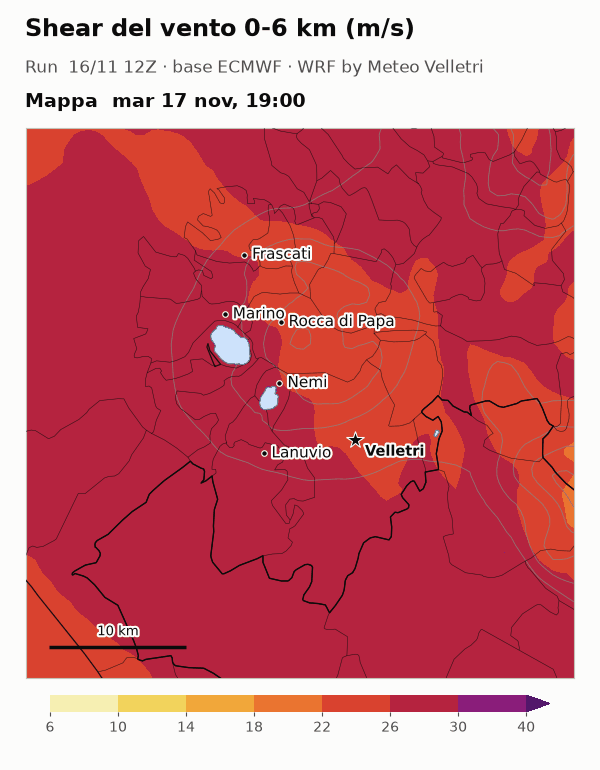 Shear del vento 0-6 km (m/s)
Run  16/11 12Z · base ECMWF · WRF by Meteo Velletri
Mappa  mar 17 nov, 19:00
Frascati
Marino
Rocca di Papa
Nemi
Velletri
Lanuvio
10 km
6 10 14 18 22 26 30 40